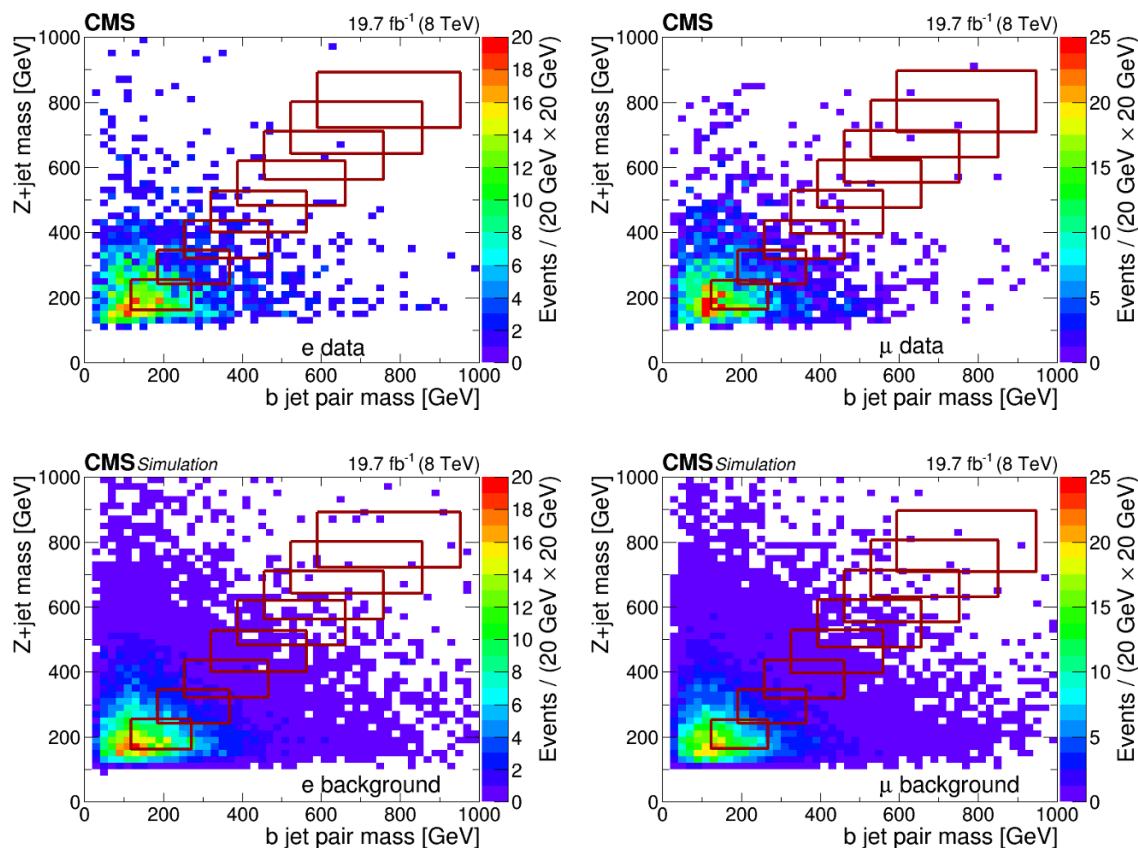 CMS 19.7 fb⁻¹ (8 TeV)
Z+jet mass [GeV]
1000
800
600
400
200
0
e data
0 200 400 600 800 1000
b jet pair mass [GeV]
20
18
16
14
12
10
8
6
4
2
0
Events / (20 GeV × 20 GeV)
CMS 19.7 fb⁻¹ (8 TeV)
Z+jet mass [GeV]
1000
800
600
400
200
0
μ data
0 200 400 600 800 1000
b jet pair mass [GeV]
25
20
15
10
5
0
Events / (20 GeV × 20 GeV)
CMS Simulation 19.7 fb⁻¹ (8 TeV)
Z+jet mass [GeV]
1000
800
600
400
200
0
e background
0 200 400 600 800 1000
b jet pair mass [GeV]
20
18
16
14
12
10
8
6
4
2
0
Events / (20 GeV × 20 GeV)
CMS Simulation 19.7 fb⁻¹ (8 TeV)
Z+jet mass [GeV]
1000
800
600
400
200
0
μ background
0 200 400 600 800 1000
b jet pair mass [GeV]
25
20
15
10
5
0
Events / (20 GeV × 20 GeV)